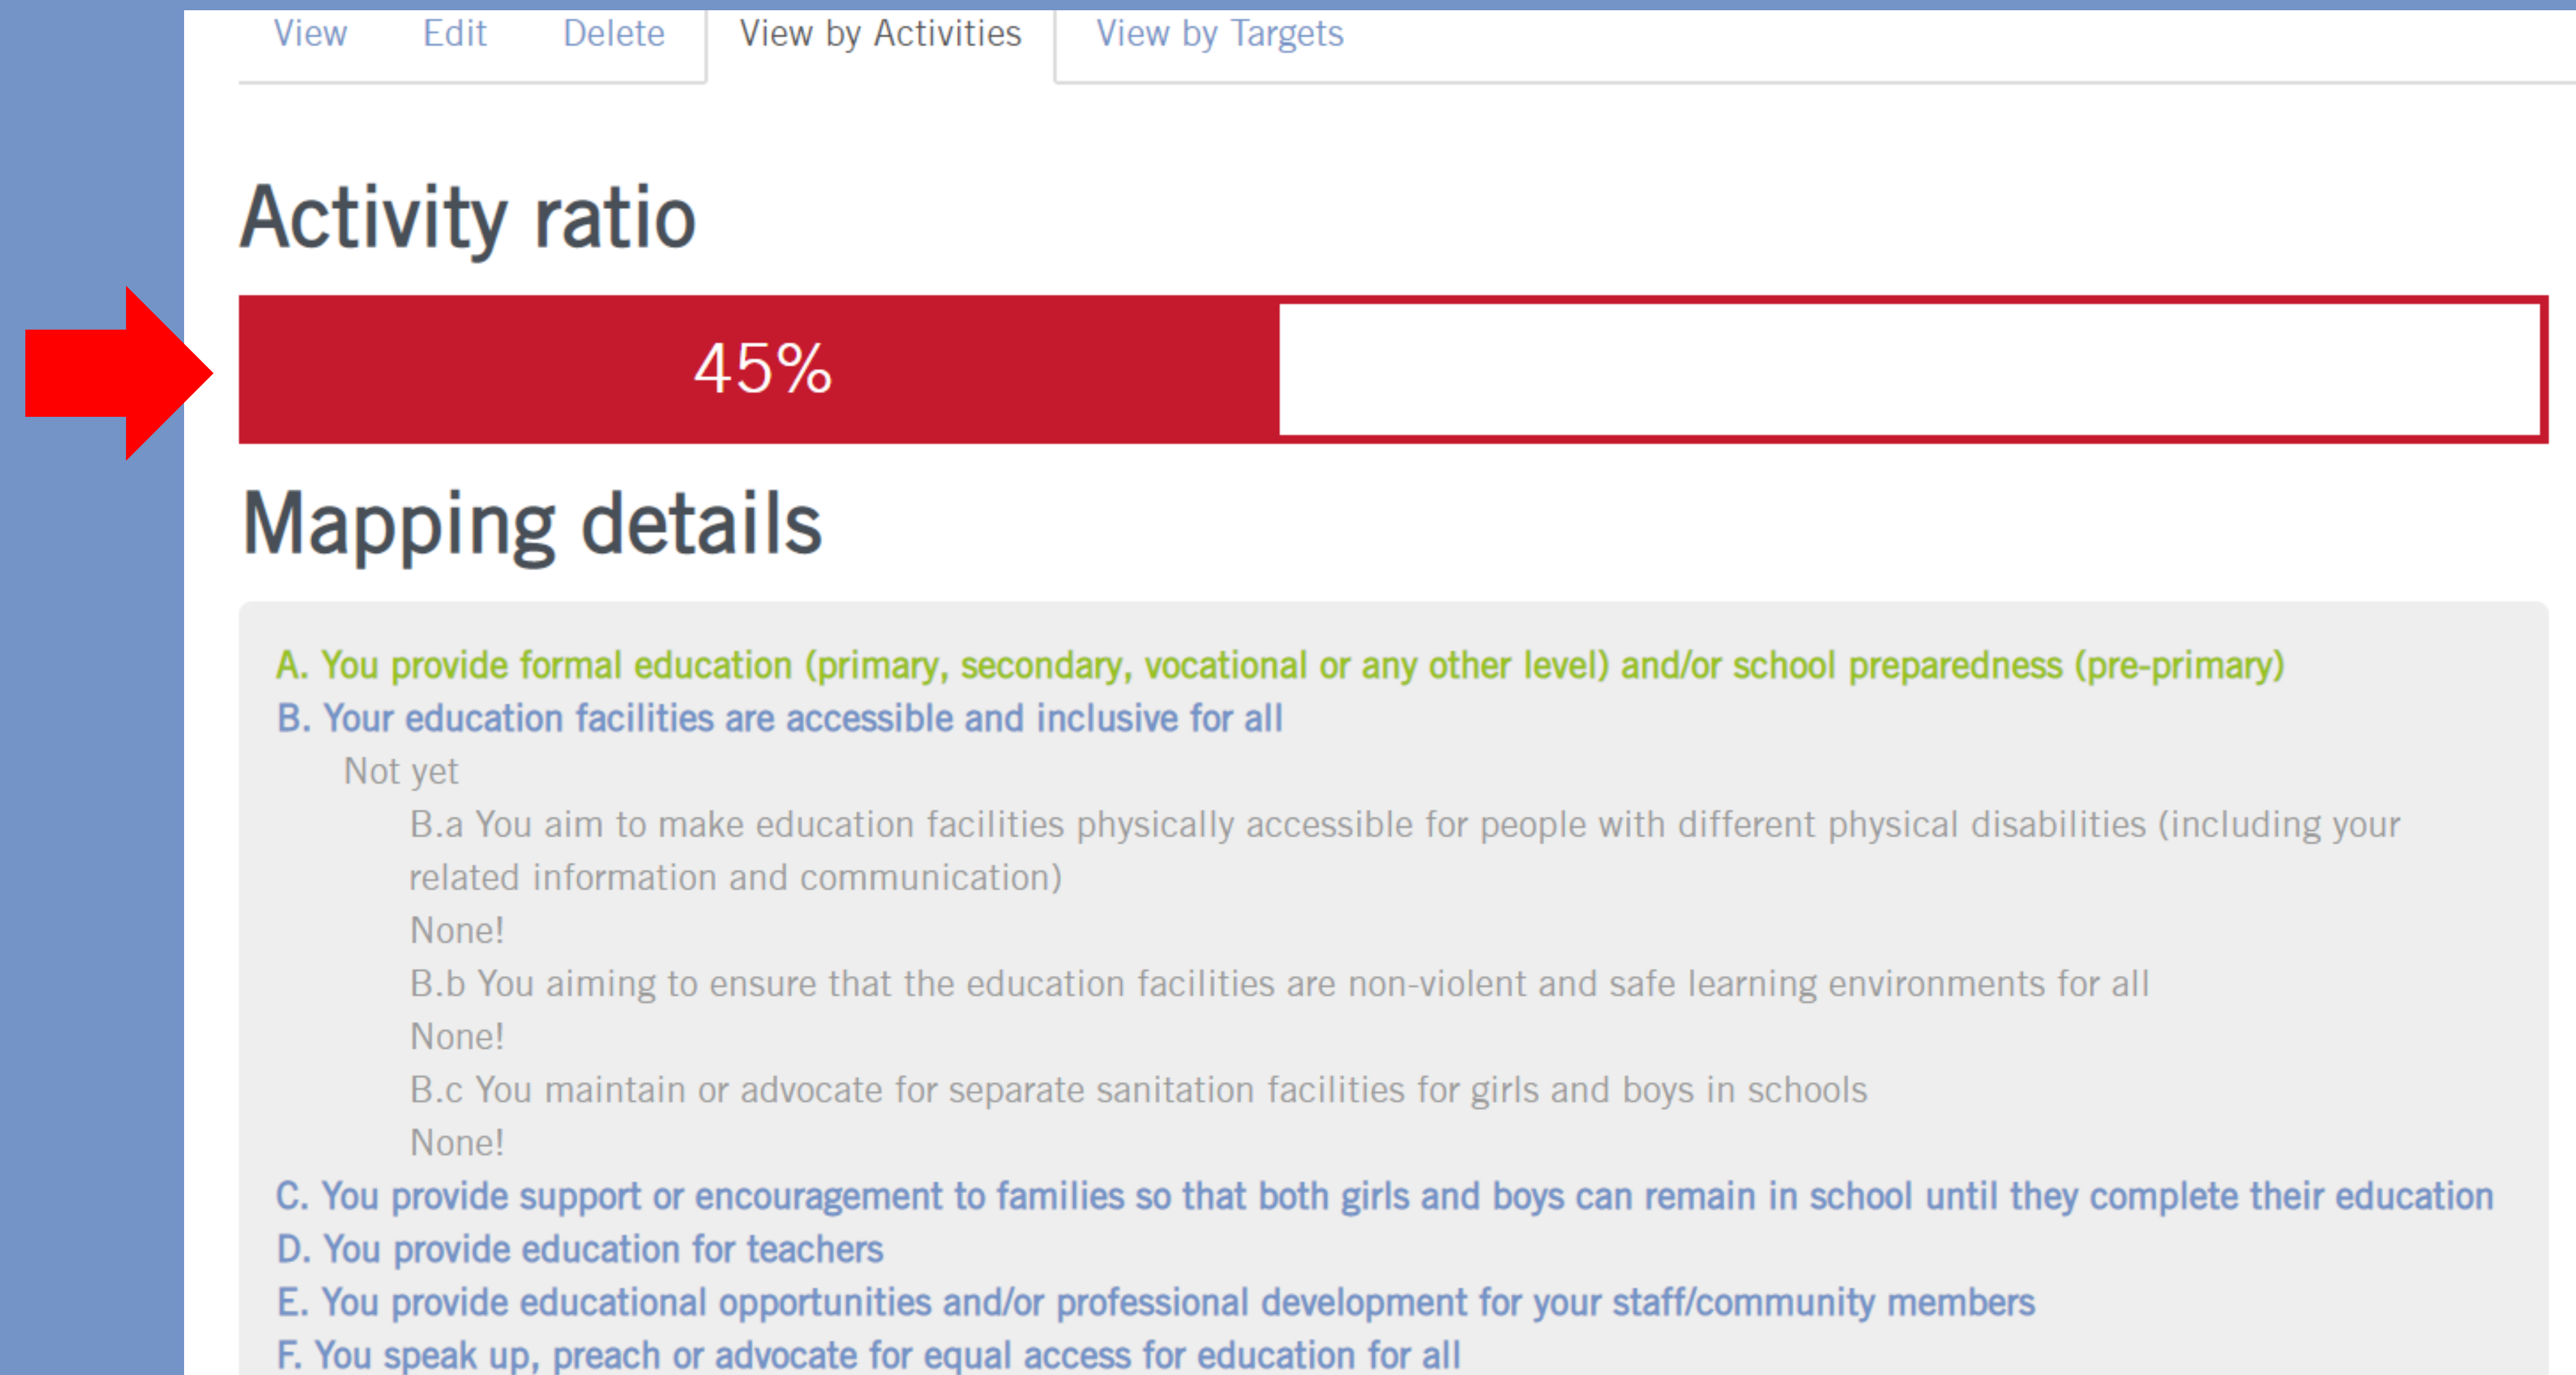 View Edit Delete View by Activities View by Targets
Activity ratio
45%
Mapping details
A. You provide formal education (primary, secondary, vocational or any other level) and/or school preparedness (pre-primary)
B. Your education facilities are accessible and inclusive for all
Not yet
B.a You aim to make education facilities physically accessible for people with different physical disabilities (including your
related information and communication)
None!
B.b You aiming to ensure that the education facilities are non-violent and safe learning environments for all
None!
B.c You maintain or advocate for separate sanitation facilities for girls and boys in schools
None!
C. You provide support or encouragement to families so that both girls and boys can remain in school until they complete their education
D. You provide education for teachers
E. You provide educational opportunities and/or professional development for your staff/community members
F. You speak up, preach or advocate for equal access for education for all